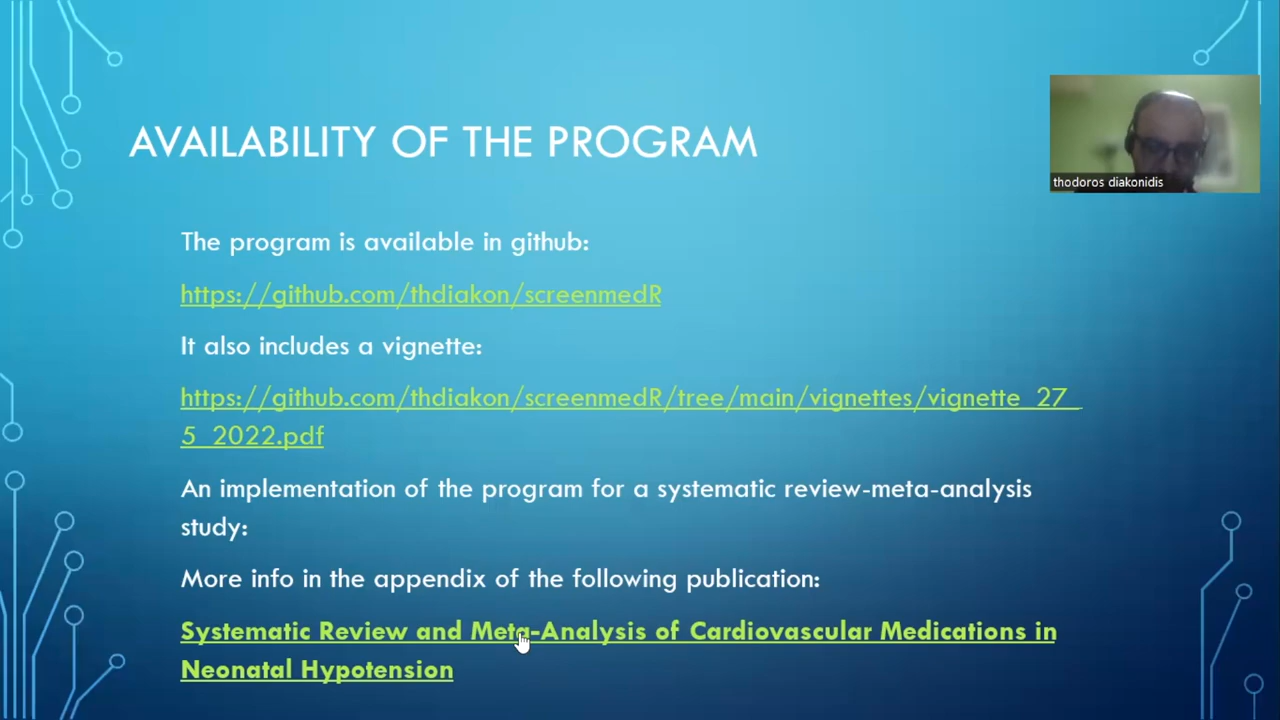 AVAILABILITY OF THE PROGRAM
thodoros diakonidis
The program is available in github:
https://github.com/thdiakon/screenmedR
It also includes a vignette:
https://github.com/thdiakon/screenmedR/tree/main/vignettes/vignette_27_
5_2022.pdf
An implementation of the program for a systematic review-meta-analysis
study:
More info in the appendix of the following publication:
Systematic Review and Meta-Analysis of Cardiovascular Medications in
Neonatal Hypotension